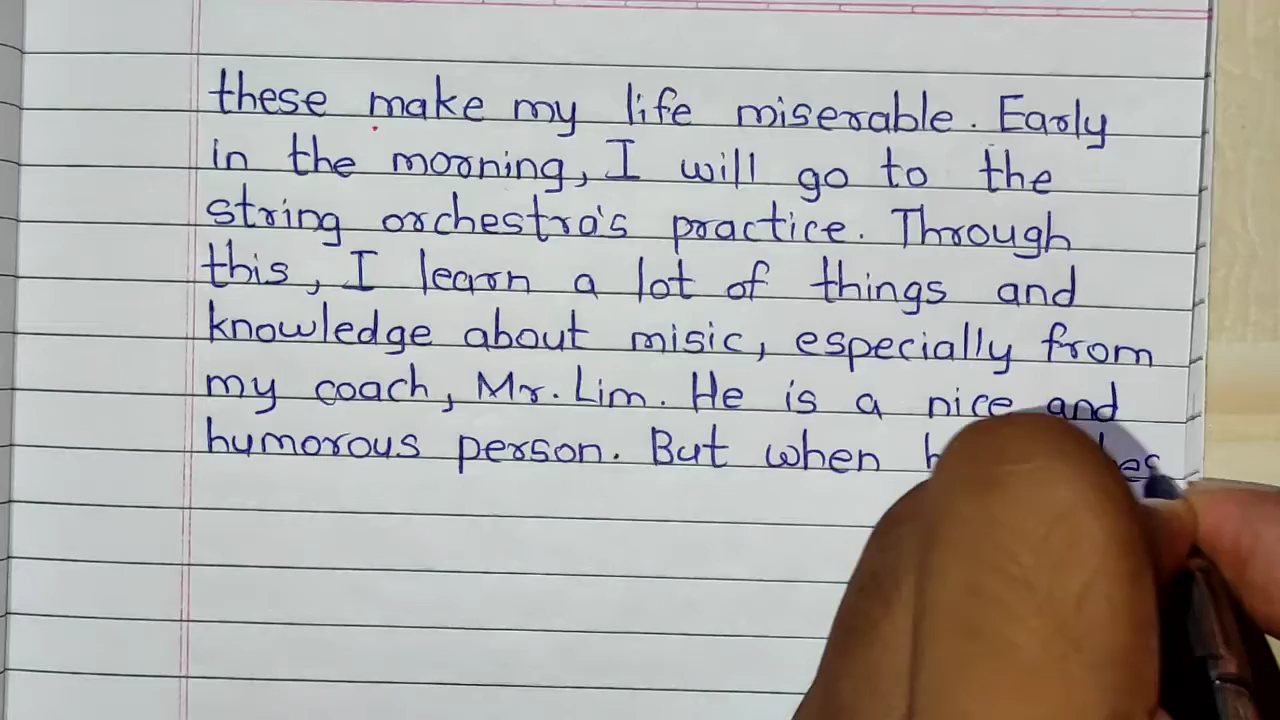 these make my life miserable. Early
in the morning, I will go to the
string orchestra's practice. Through
this, I learn a lot of things and
knowledge about misic, especially from
my coach, Mr. Lim. He is a nice and
humorous person. But when